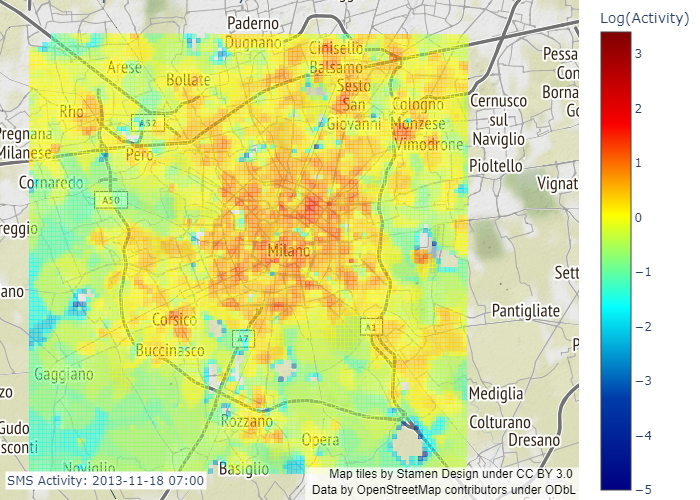 Log(Activity)
3
2
1
0
−1
−2
−3
−4
−5
Paderno
Dugnano
Cinisello
Balsamo
Arese
Bollate
Sesto
San
Giovanni
Rho
A52
Cologno
Monzese
Vimodrone
Cernusco
sul
Naviglio
Pessa
Con
Borna
Go
Pregnana
Milanese
Pero
Pioltello
Cornaredo
Vignat
A50
reggio
Milano
Sett
ano
Pantigliate
Corsico
A7
A1
Buccinasco
P
Gaggiano
zo
Mediglia
Gudo
sconti
Rozzano
Colturano
Dresano
Opera
Noviglio
Basiglio
SMS Activity: 2013-11-18 07:00
Map tiles by Stamen Design under CC BY 3.0
Data by OpenStreetMap contributors under ODbL